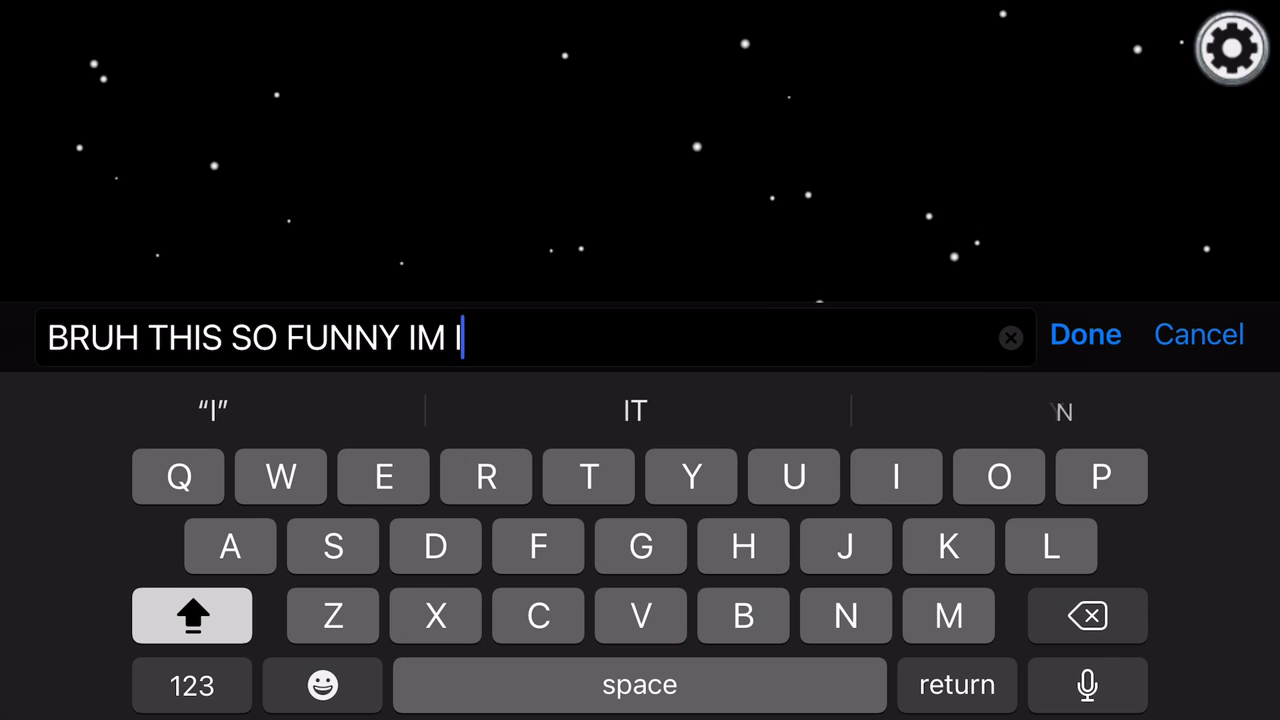 BRUH THIS SO FUNNY IM I
Done
Cancel
“I”
IT
N
Q W E R T Y U I O P
A S D F G H J K L
Z X C V B N M
123
space
return